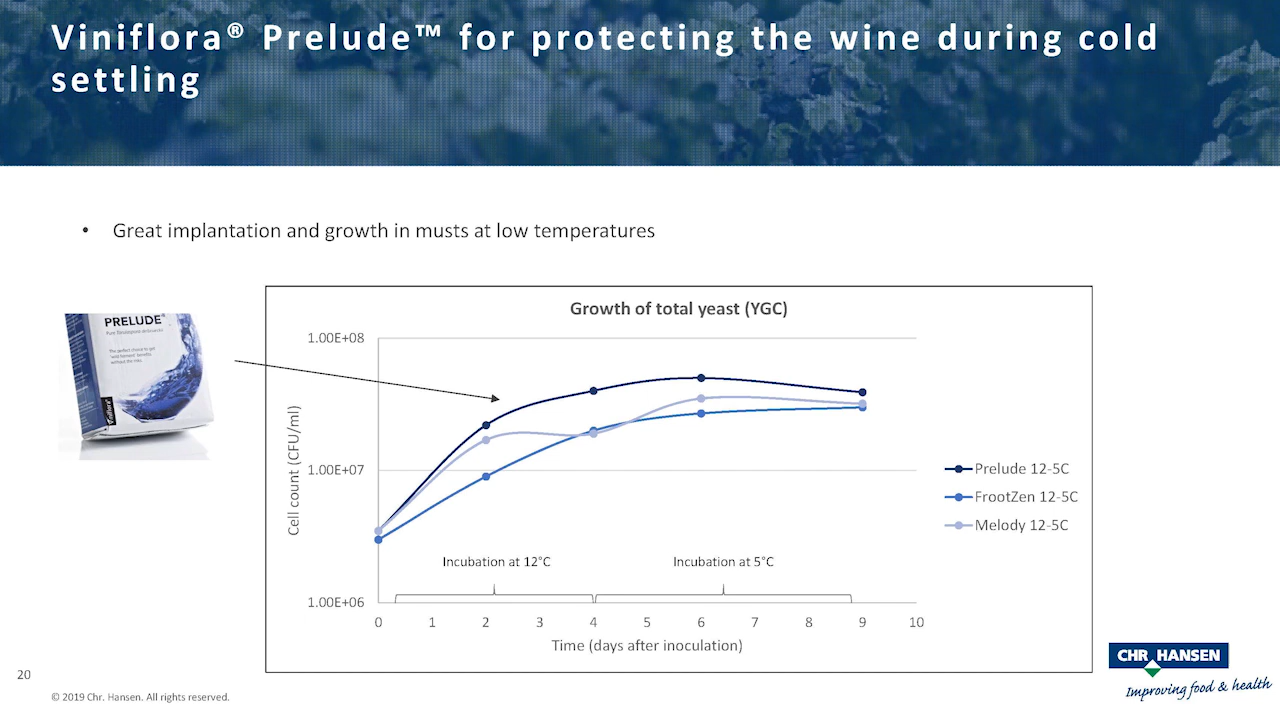 Viniflora® Prelude™ for protecting the wine during cold
settling
• Great implantation and growth in musts at low temperatures
PRELUDE
Viniflora®
Growth of total yeast (YGC)
Cell count (CFU/ml)
1.00E+08
1.00E+07
1.00E+06
Incubation at 12°C
Incubation at 5°C
0 1 2 3 4 5 6 7 8 9 10
Time (days after inoculation)
Prelude 12-5C
FrootZen 12-5C
Melody 12-5C
20
© 2019 Chr. Hansen. All rights reserved.
CHR HANSEN
Improving food & health